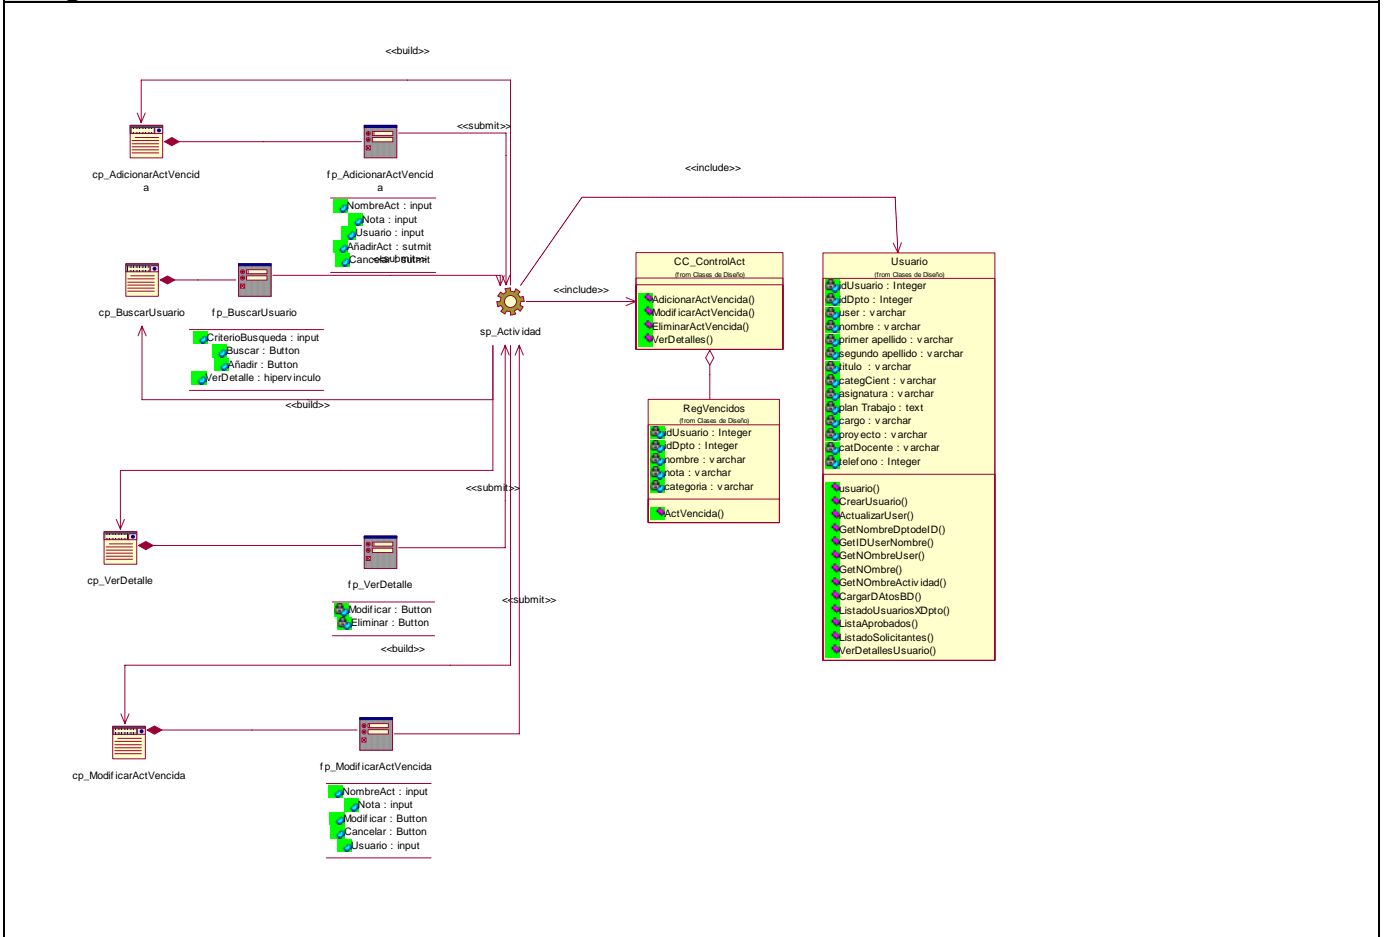 <<build>>
<<submit>>
<<include>>
cp_AdicionarActVencid
a
fp_AdicionarActVencid
a
NombreAct : input
Nota : input
Usuario : input
AñadirAct : sutmit
Cancelar : sutmit
<<submit>>
CC_ControlAct
(from Clases de Diseño)
AdicionarActVencida()
ModificarActVencida()
EliminarActVencida()
VerDetalles()
Usuario
(from Clases de Diseño)
idUsuario : Integer
idDpto : Integer
user : varchar
nombre : varchar
primer apellido : varchar
segundo apellido : varchar
titulo : varchar
categCient : varchar
asignatura : varchar
plan Trabajo : text
cargo : varchar
proyecto : varchar
catDocente : varchar
telefono : Integer
usuario()
CrearUsuario()
ActualizarUser()
GetNombreDptodeID()
GetIDUserNombre()
GetNOmbreUser()
GetNOmbre()
GetNOmbreActividad()
CargarDAtosBD()
ListadoUsuariosXDpto()
ListaAprobados()
ListadoSolicitantes()
VerDetallesUsuario()
<<include>>
cp_BuscarUsuario
fp_BuscarUsuario
CriterioBusqueda : input
Buscar : Button
Añadir : Button
VerDetalle : hipervinculo
sp_Actividad
<<build>>
RegVencidos
(from Clases de Diseño)
idUsuario : Integer
idDpto : Integer
nombre : varchar
nota : varchar
categoria : varchar
ActVencida()
<<submit>>
cp_VerDetalle
fp_VerDetalle
Modificar : Button
Eliminar : Button
<<submit>>
<<build>>
cp_ModificarActVencida
fp_ModificarActVencida
NombreAct : input
Nota : input
Modificar : Button
Cancelar : Button
Usuario : input